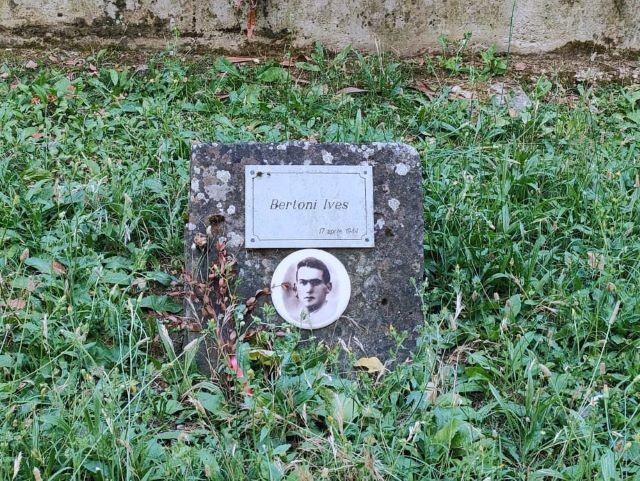 Bertoni Ives
17 aprile 1944